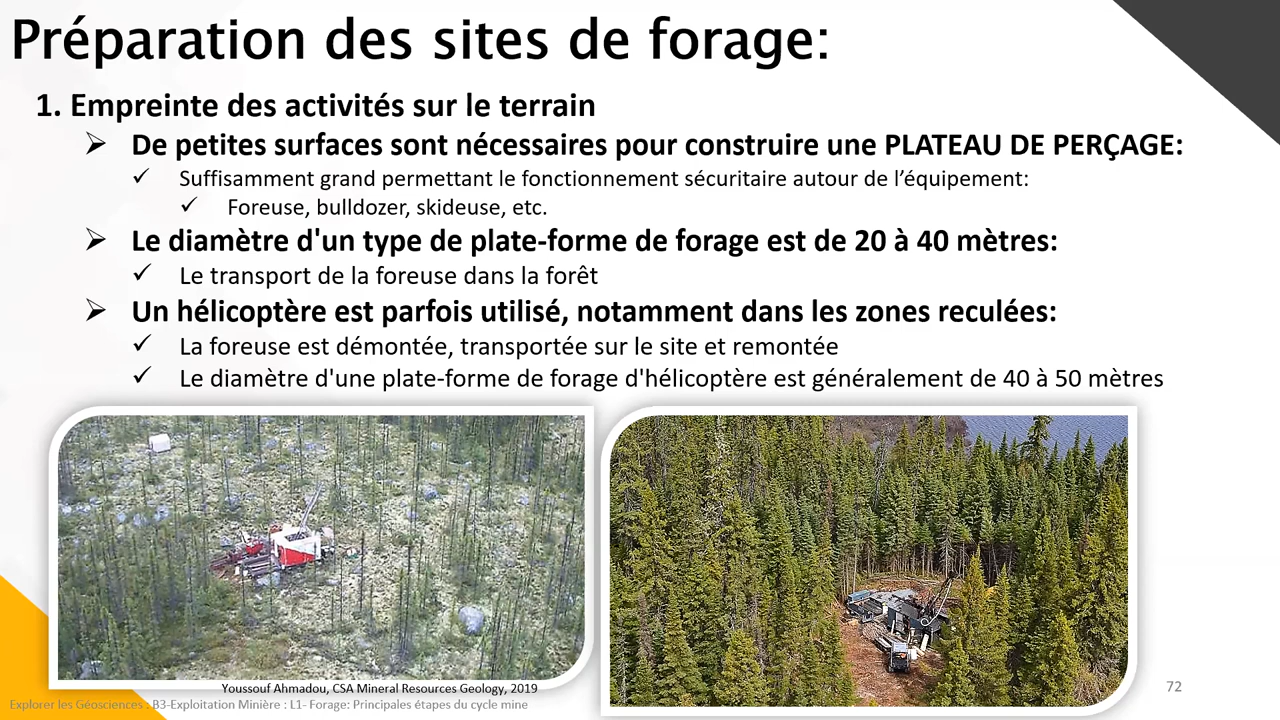 Préparation des sites de forage:
1. Empreinte des activités sur le terrain
De petites surfaces sont nécessaires pour construire une PLATEAU DE PERÇAGE:
Suffisamment grand permettant le fonctionnement sécuritaire autour de l’équipement:
Foreuse, bulldozer, skideuse, etc.
Le diamètre d'un type de plate-forme de forage est de 20 à 40 mètres:
Le transport de la foreuse dans la forêt
Un hélicoptère est parfois utilisé, notamment dans les zones reculées:
La foreuse est démontée, transportée sur le site et remontée
Le diamètre d'une plate-forme de forage d'hélicoptère est généralement de 40 à 50 mètres
Youssouf Ahmadou, CSA Mineral Resources Geology, 2019
72
Explorer les Géosciences : B3-Exploitation Minière : L1- Forage: Principales étapes du cycle mine